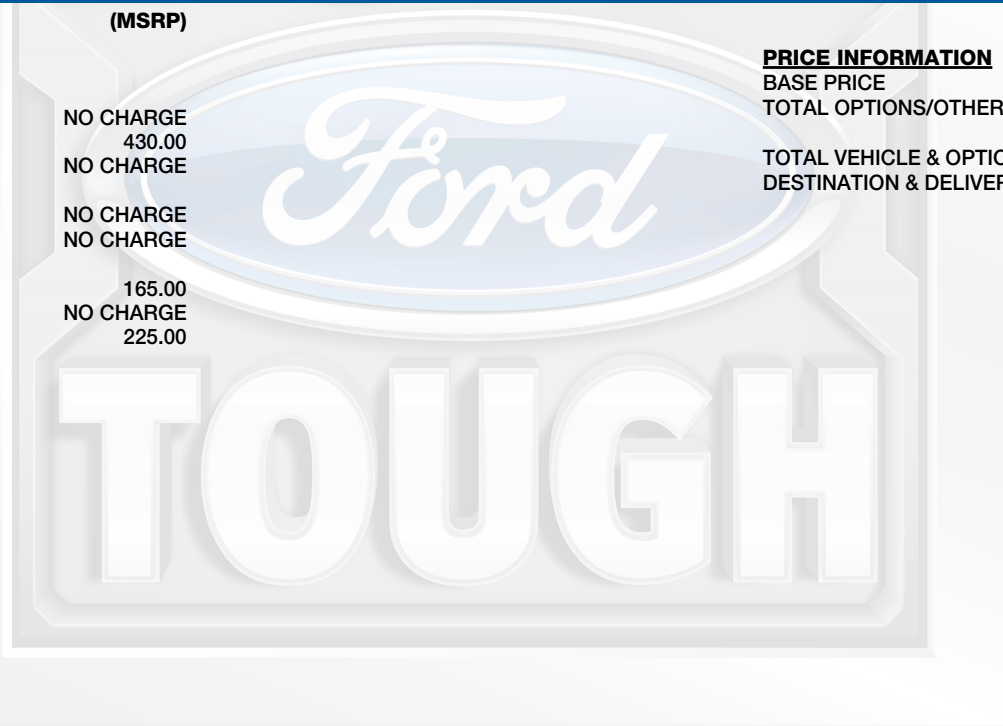 (MSRP)
NO CHARGE
430.00
NO CHARGE
NO CHARGE
NO CHARGE
165.00
NO CHARGE
225.00
PRICE INFORMATION
BASE PRICE
TOTAL OPTIONS/OTHER
TOTAL VEHICLE & OPTIO
DESTINATION & DELIVER
Ford
TOUGH